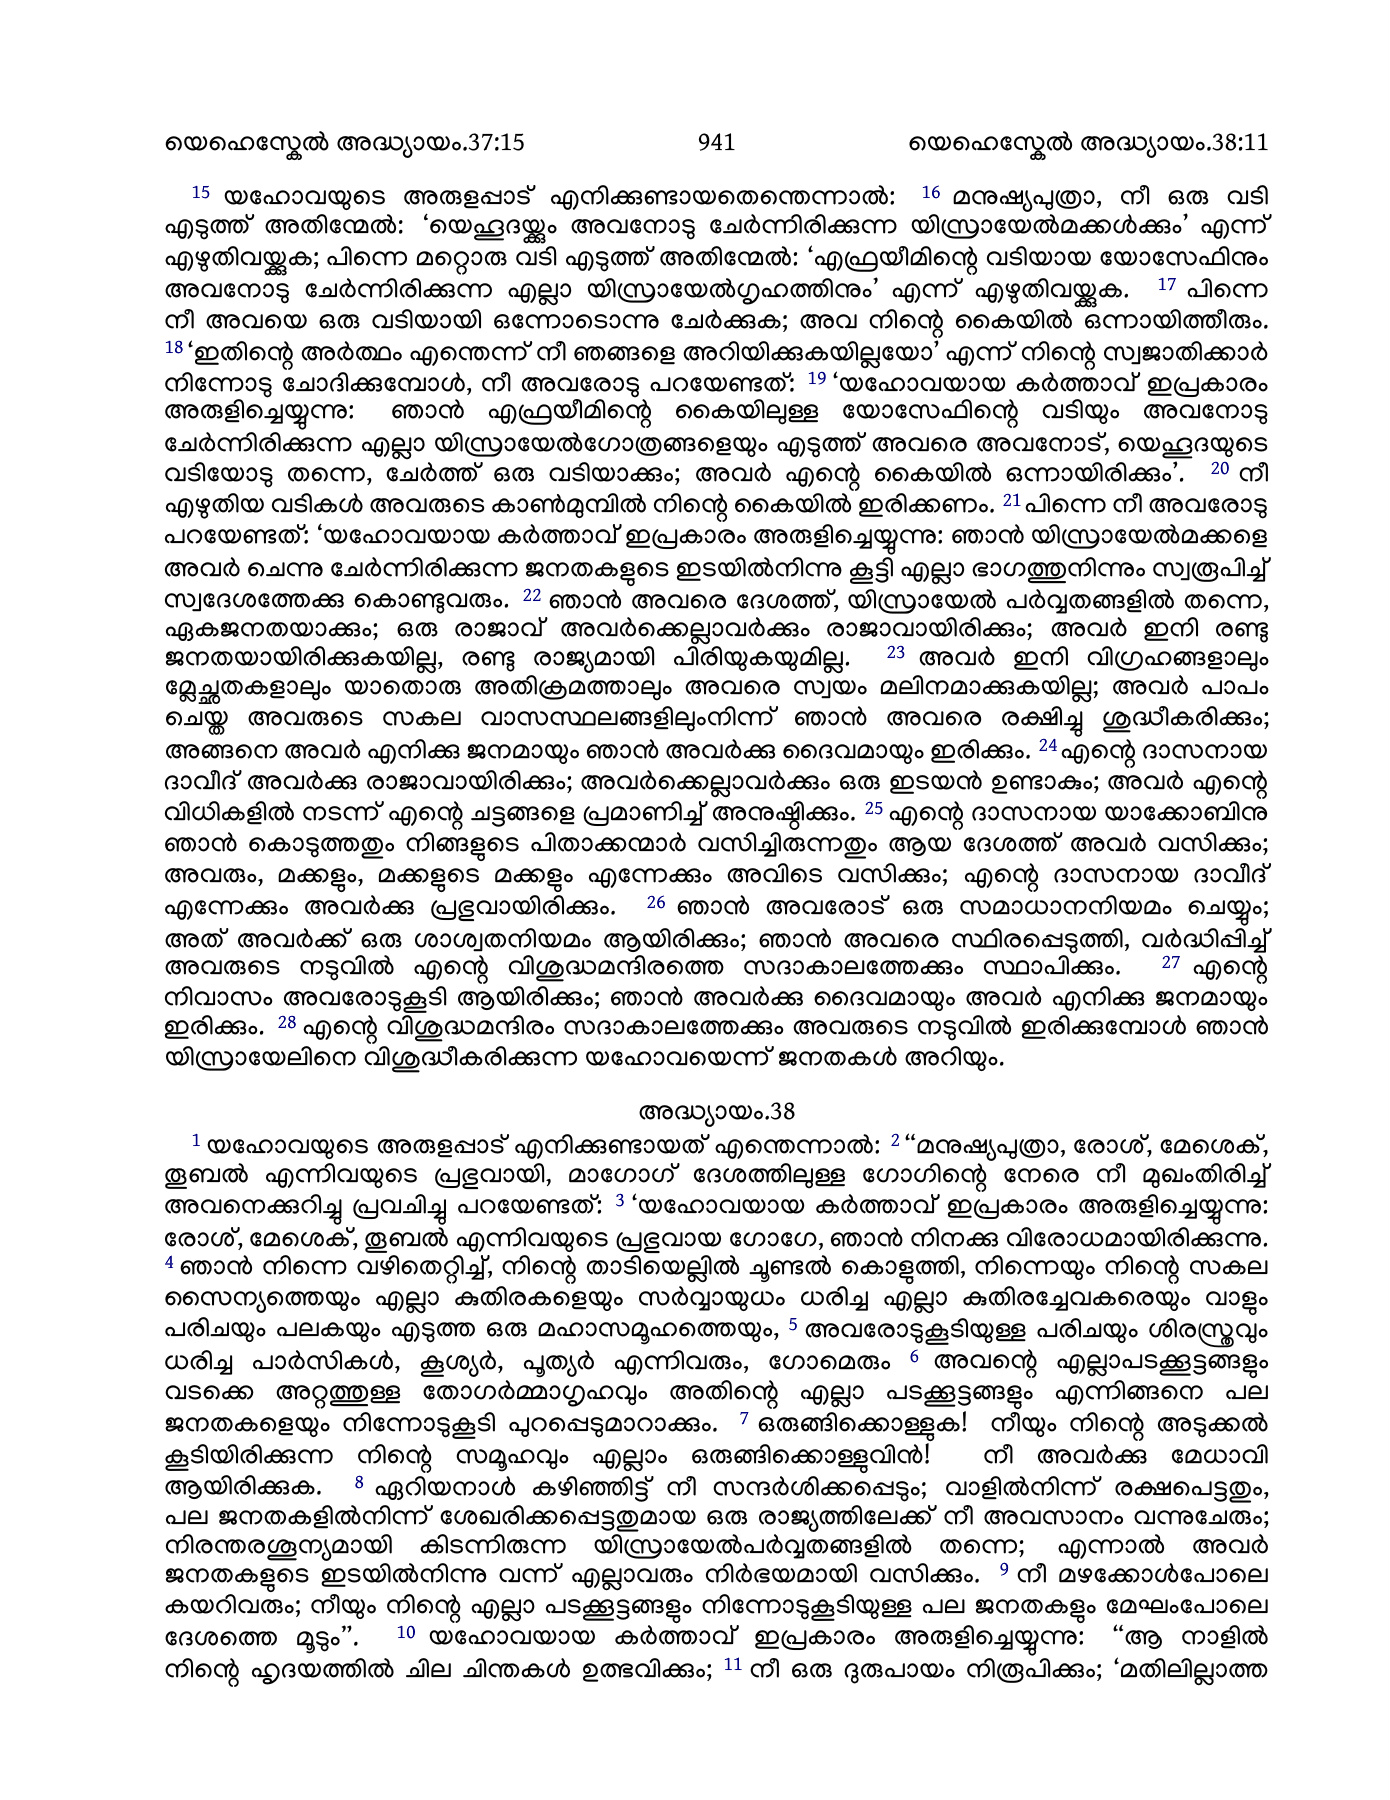 യെഹെസ്കേൽ അദ്ധ്യായം.37:15 941 യെഹെസ്കേൽ അദ്ധ്യായം.38:11
15 യഹോവയുടെ അരുളപ്പാട് എനിക്കുണ്ടായതെന്തെന്നാൽ: 16 മനുഷ്യപുത്രാ, നീ ഒരു വടി
എടുത്ത് അതിന്മേൽ: ‘യെഹൂദയ്ക്കും അവനോടു ചേർന്നിരിക്കുന്ന യിസ്രായേൽമക്കൾക്കും’ എന്ന്
എഴുതിവയ്ക്കുക; പിന്നെ മറ്റൊരു വടി എടുത്ത് അതിന്മേൽ: ‘എഫ്രയീമിന്റെ വടിയായ യോസേഫിനും
അവനോടു ചേർന്നിരിക്കുന്ന എല്ലാ യിസ്രായേൽഗൃഹത്തിനും’ എന്ന് എഴുതിവയ്ക്കുക. 17 പിന്നെ
നീ അവയെ ഒരു വടിയായി ഒന്നോടൊന്നു ചേർക്കുക; അവ നിന്റെ കൈയിൽ ഒന്നായിത്തീരും.
18 ‘ഇതിന്റെ അർത്ഥം എന്തെന്ന് നീ ഞങ്ങളെ അറിയിക്കുകയില്ലയോ’ എന്ന് നിന്റെ സ്വജാതിക്കാർ
നിന്നോടു ചോദിക്കുമ്പോൾ, നീ അവരോടു പറയേണ്ടത്: 19 ‘യഹോവയായ കർത്താവ് ഇപ്രകാരം
അരുളിച്ചെയ്യുന്നു: ഞാൻ എഫ്രയീമിന്റെ കൈയിലുള്ള യോസേഫിന്റെ വടിയും അവനോടു
ചേർന്നിരിക്കുന്ന എല്ലാ യിസ്രായേൽഗോത്രങ്ങളെയും എടുത്ത് അവരെ അവനോട്, യെഹൂദയുടെ
വടിയോടു തന്നെ, ചേർത്ത് ഒരു വടിയാക്കും; അവർ എന്റെ കൈയിൽ ഒന്നായിരിക്കും’. 20 നീ
എഴുതിയ വടികൾ അവരുടെ കാൺമുമ്പിൽ നിന്റെ കൈയിൽ ഇരിക്കണം. 21 പിന്നെ നീ അവരോടു
പറയേണ്ടത്: ‘യഹോവയായ കർത്താവ് ഇപ്രകാരം അരുളിച്ചെയ്യുന്നു: ഞാൻ യിസ്രായേൽമക്കളെ
അവർ ചെന്നു ചേർന്നിരിക്കുന്ന ജനതകളുടെ ഇടയിൽനിന്നു കൂട്ടി എല്ലാ ഭാഗത്തുനിന്നും സ്വരൂപിച്ച്
സ്വദേശത്തേക്കു കൊണ്ടുവരും. 22 ഞാൻ അവരെ ദേശത്ത്, യിസ്രായേൽ പർവ്വതങ്ങളിൽ തന്നെ,
ഏകജനതയാക്കും; ഒരു രാജാവ് അവർക്കെല്ലാവർക്കും രാജാവായിരിക്കും; അവർ ഇനി രണ്ടു
ജനതയായിരിക്കുകയില്ല, രണ്ടു രാജ്യമായി പിരിയുകയുമില്ല. 23 അവർ ഇനി വിഗ്രഹങ്ങളാലും
മ്ലേച്ഛതകളാലും യാതൊരു അതിക്രമത്താലും അവരെ സ്വയം മലിനമാക്കുകയില്ല; അവർ പാപം
ചെയ്ത അവരുടെ സകല വാസസ്ഥലങ്ങളിലുംനിന്ന് ഞാൻ അവരെ രക്ഷിച്ചു ശുദ്ധീകരിക്കും;
അങ്ങനെ അവർ എനിക്കു ജനമായും ഞാൻ അവർക്കു ദൈവമായും ഇരിക്കും. 24 എന്റെ ദാസനായ
ദാവീദ് അവർക്കു രാജാവായിരിക്കും; അവർക്കെല്ലാവർക്കും ഒരു ഇടയൻ ഉണ്ടാകും; അവർ എന്റെ
വിധികളിൽ നടന്ന് എന്റെ ചട്ടങ്ങളെ പ്രമാണിച്ച് അനുഷ്ഠിക്കും. 25 എന്റെ ദാസനായ യാക്കോബിനു
ഞാൻ കൊടുത്തതും നിങ്ങളുടെ പിതാക്കന്മാർ വസിച്ചിരുന്നതും ആയ ദേശത്ത് അവർ വസിക്കും;
അവരും, മക്കളും, മക്കളുടെ മക്കളും എന്നേക്കും അവിടെ വസിക്കും; എന്റെ ദാസനായ ദാവീദ്
എന്നേക്കും അവർക്കു പ്രഭുവായിരിക്കും. 26 ഞാൻ അവരോട് ഒരു സമാധാനനിയമം ചെയ്യും;
അത് അവർക്ക് ഒരു ശാശ്വതനിയമം ആയിരിക്കും; ഞാൻ അവരെ സ്ഥിരപ്പെടുത്തി, വർദ്ധിപ്പിച്ച്
അവരുടെ നടുവിൽ എന്റെ വിശുദ്ധമന്ദിരത്തെ സദാകാലത്തേക്കും സ്ഥാപിക്കും. 27 എന്റെ
നിവാസം അവരോടുകൂടി ആയിരിക്കും; ഞാൻ അവർക്കു ദൈവമായും അവർ എനിക്കു ജനമായും
ഇരിക്കും. 28 എന്റെ വിശുദ്ധമന്ദിരം സദാകാലത്തേക്കും അവരുടെ നടുവിൽ ഇരിക്കുമ്പോൾ ഞാൻ
യിസ്രായേലിനെ വിശുദ്ധീകരിക്കുന്ന യഹോവയെന്ന് ജനതകൾ അറിയും.
അദ്ധ്യായം.38
1 യഹോവയുടെ അരുളപ്പാട് എനിക്കുണ്ടായത് എന്തെന്നാൽ: 2 “മനുഷ്യപുത്രാ, രോശ്, മേശെക്,
തൂബൽ എന്നിവയുടെ പ്രഭുവായി, മാഗോഗ് ദേശത്തിലുള്ള ഗോഗിന്റെ നേരെ നീ മുഖംതിരിച്ച്
അവനെക്കുറിച്ചു പ്രവചിച്ചു പറയേണ്ടത്: 3 ‘യഹോവയായ കർത്താവ് ഇപ്രകാരം അരുളിച്ചെയ്യുന്നു:
രോശ്, മേശെക്, തൂബൽ എന്നിവയുടെ പ്രഭുവായ ഗോഗേ, ഞാൻ നിനക്കു വിരോധമായിരിക്കുന്നു.
4 ഞാൻ നിന്നെ വഴിതെറ്റിച്ച്, നിന്റെ താടിയെല്ലിൽ ചൂണ്ടൽ കൊളുത്തി, നിന്നെയും നിന്റെ സകല
സൈന്യത്തെയും എല്ലാ കുതിരകളെയും സർവ്വായുധം ധരിച്ച എല്ലാ കുതിരച്ചേവകരെയും വാളും
പരിചയും പലകയും എടുത്ത ഒരു മഹാസമൂഹത്തെയും, 5 അവരോടുകൂടിയുള്ള പരിചയും ശിരസ്ത്രവും
ധരിച്ച പാർസികൾ, കൂശ്യർ, പൂത്യർ എന്നിവരും, ഗോമെരും 6 അവന്റെ എല്ലാപടക്കൂട്ടങ്ങളും
വടക്കെ അറ്റത്തുള്ള തോഗർമ്മാഗൃഹവും അതിന്റെ എല്ലാ പടക്കൂട്ടങ്ങളും എന്നിങ്ങനെ പല
ജനതകളെയും നിന്നോടുകൂടി പുറപ്പെടുമാറാക്കും. 7 ഒരുങ്ങിക്കൊള്ളുക! നീയും നിന്റെ അടുക്കൽ
കൂടിയിരിക്കുന്ന നിന്റെ സമൂഹവും എല്ലാം ഒരുങ്ങിക്കൊള്ളുവിൻ! നീ അവർക്കു മേധാവി
ആയിരിക്കുക. 8 ഏറിയനാൾ കഴിഞ്ഞിട്ട് നീ സന്ദർശിക്കപ്പെടും; വാളിൽനിന്ന് രക്ഷപെട്ടതും,
പല ജനതകളിൽനിന്ന് ശേഖരിക്കപ്പെട്ടതുമായ ഒരു രാജ്യത്തിലേക്ക് നീ അവസാനം വന്നുചേരും;
നിരന്തരശൂന്യമായി കിടന്നിരുന്ന യിസ്രായേൽപർവ്വതങ്ങളിൽ തന്നെ; എന്നാൽ അവർ
ജനതകളുടെ ഇടയിൽനിന്നു വന്ന് എല്ലാവരും നിർഭയമായി വസിക്കും. 9 നീ മഴക്കോൾപോലെ
കയറിവരും; നീയും നിന്റെ എല്ലാ പടക്കൂട്ടങ്ങളും നിന്നോടുകൂടിയുള്ള പല ജനതകളും മേഘംപോലെ
ദേശത്തെ മൂടും”. 10 യഹോവയായ കർത്താവ് ഇപ്രകാരം അരുളിച്ചെയ്യുന്നു: “ആ നാളിൽ
നിന്റെ ഹൃദയത്തിൽ ചില ചിന്തകൾ ഉത്ഭവിക്കും; 11 നീ ഒരു ദുരുപായം നിരൂപിക്കും; ‘മതിലില്ലാത്ത